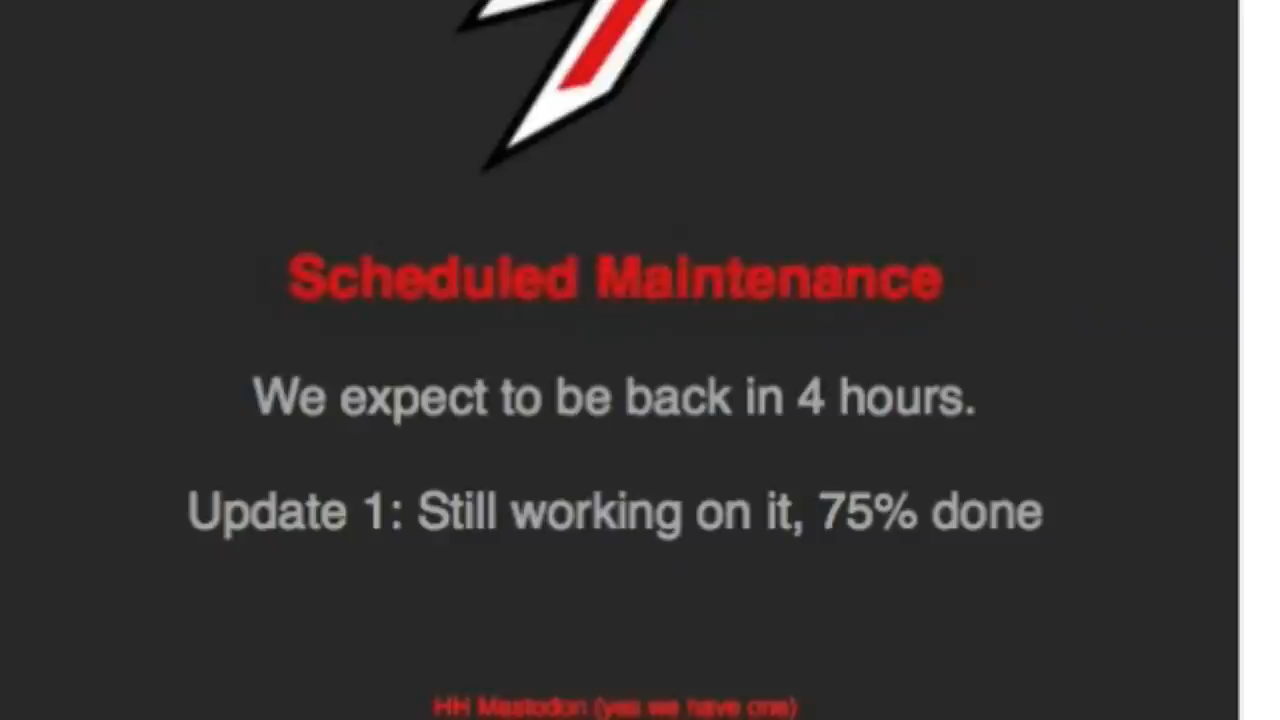 Scheduled Maintenance
We expect to be back in 4 hours.
Update 1: Still working on it, 75% done
HH Mastodon (yes we have one)